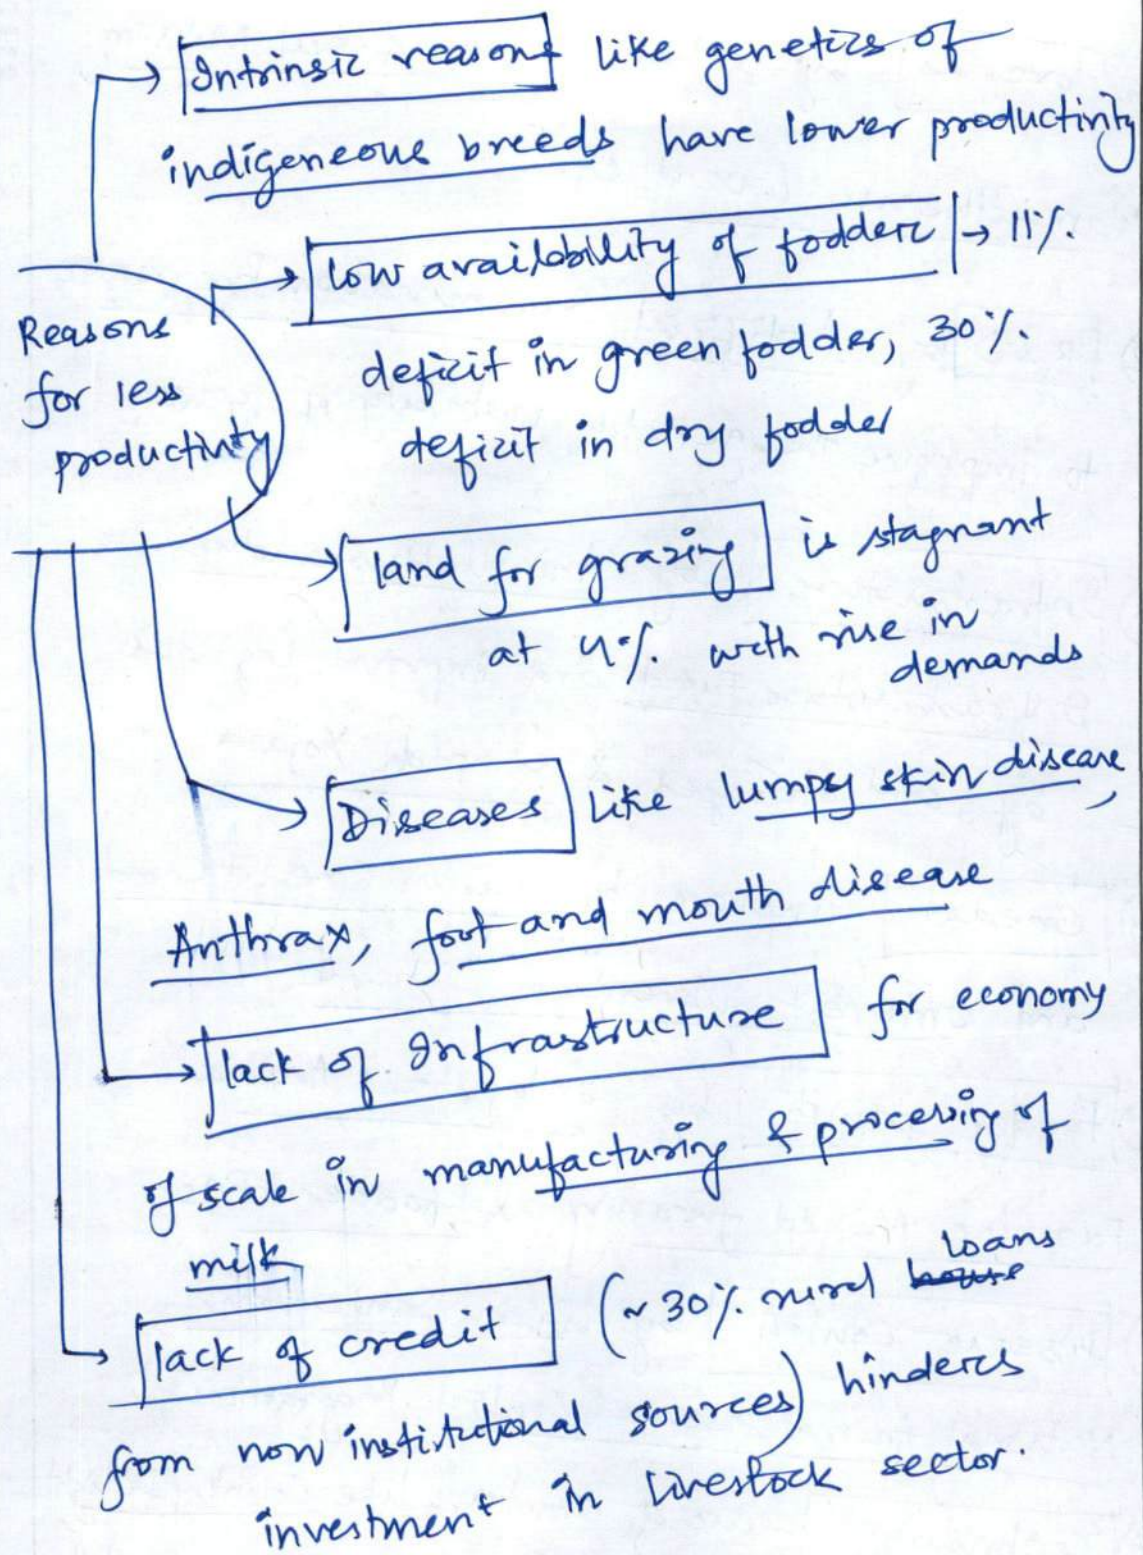 Intrinsic reasons like genetics of
indigeneous breeds have lower productivity
low availability of fodder → 11%
deficit in green fodder, 30%
deficit in dry fodder
Reasons
for less
productivity
land for grazing is stagnant
at 4% with rise in
demands
Diseases like lumpy skin disease,
Anthrax, foot and mouth disease
lack of Infrastructure for economy
of scale in manufacturing & processing of
milk
lack of credit (~30% rural house loans
from non institutional sources) hinders
investment in livestock sector.